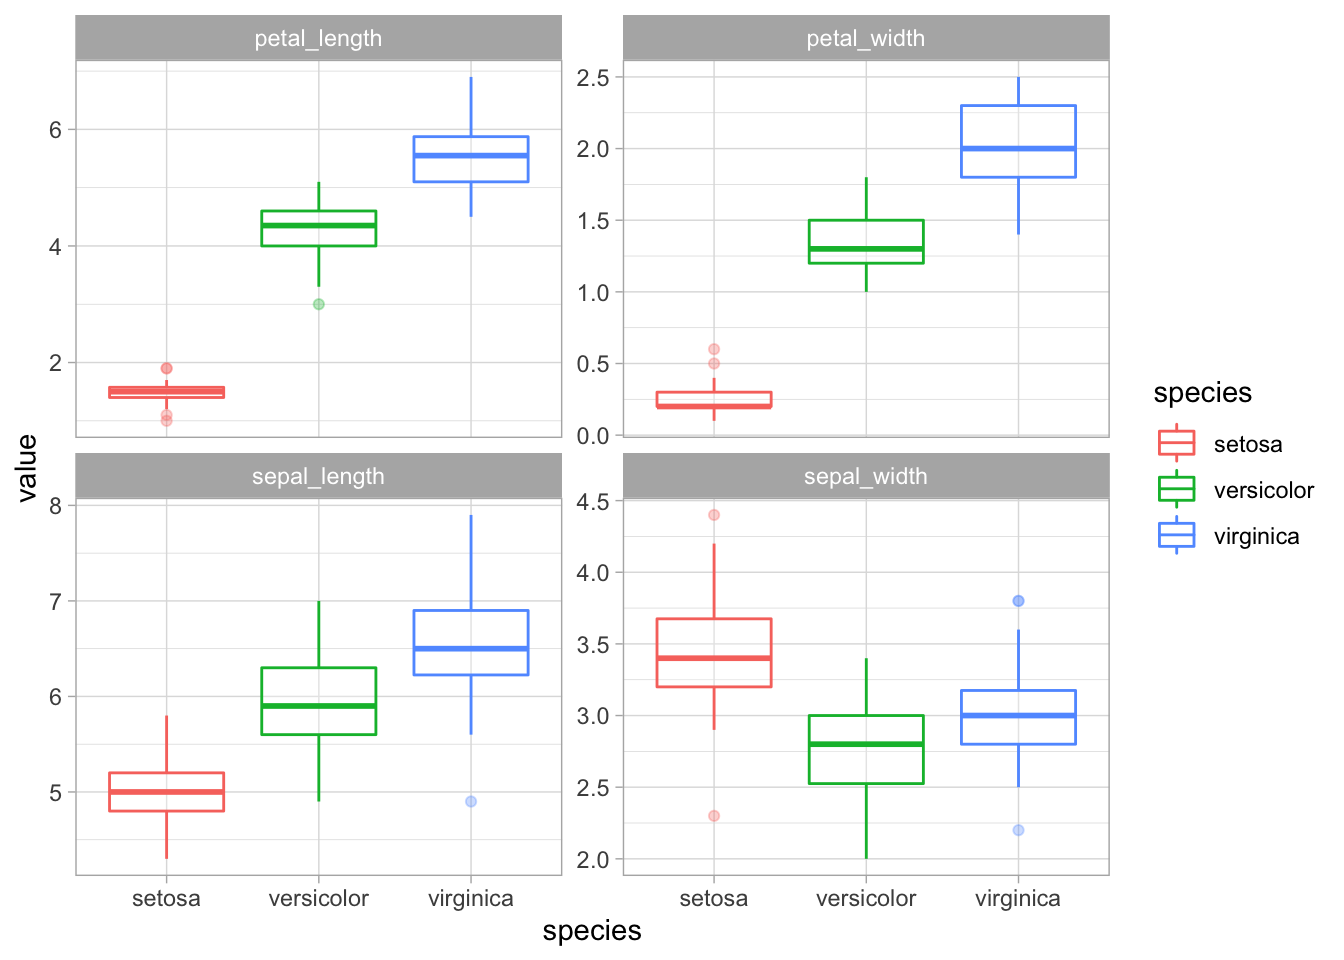 petal_length
petal_width
6
4
2
2.5
2.0
1.5
1.0
0.5
0.0
value
sepal_length
sepal_width
8
7
6
5
4.5
4.0
3.5
3.0
2.5
2.0
setosa versicolor virginica
setosa versicolor virginica
species
species
setosa
versicolor
virginica